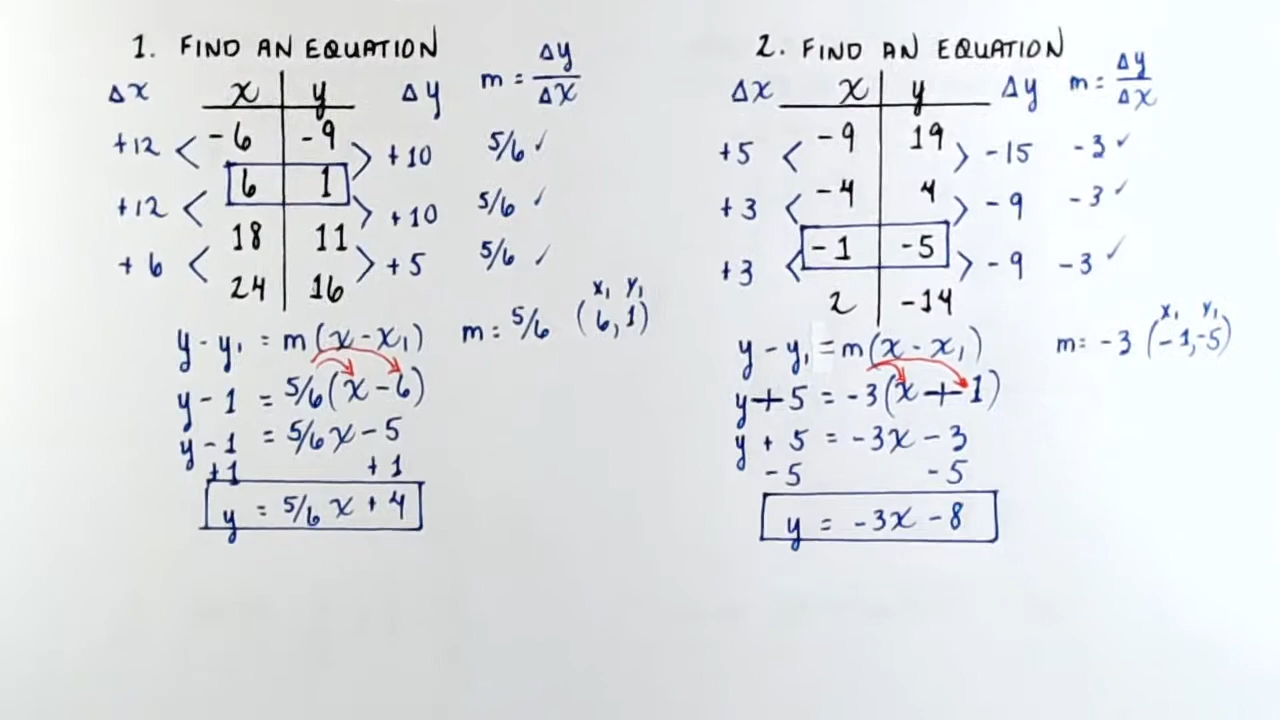 1. FIND AN EQUATION
Δx x y Δy m = Δy/Δx
-6 -9
+12 < > +10 5/6 ✓
6 1
+12 < > +10 5/6 ✓
18 11
+6 < > +5 5/6 ✓
24 16
x₁ y₁
m = 5/6 (6, 1)
y - y₁ = m(x - x₁)
y - 1 = 5/6(x - 6)
y - 1 = 5/6x - 5
+1 +1
y = 5/6 x + 4
2. FIND AN EQUATION
Δx x y Δy m = Δy/Δx
-9 19
+5 < > -15 -3 ✓
-4 4
+3 < > -9 -3 ✓
-1 -5
+3 < > -9 -3 ✓
2 -14
x₁ y₁
m = -3 (-1, -5)
y - y₁ = m(x - x₁)
y + 5 = -3(x + 1)
y + 5 = -3x - 3
-5 -5
y = -3x - 8